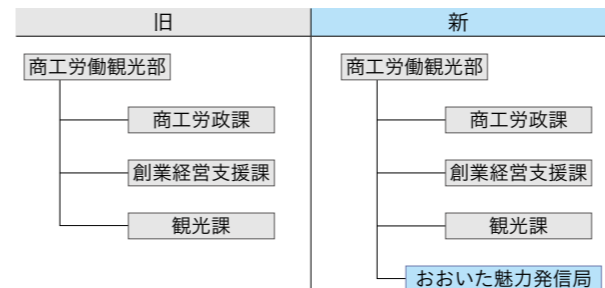 旧
商工労働観光部
商工労政課
創業経営支援課
観光課
新
商工労働観光部
商工労政課
創業経営支援課
観光課
おおいた魅力発信局